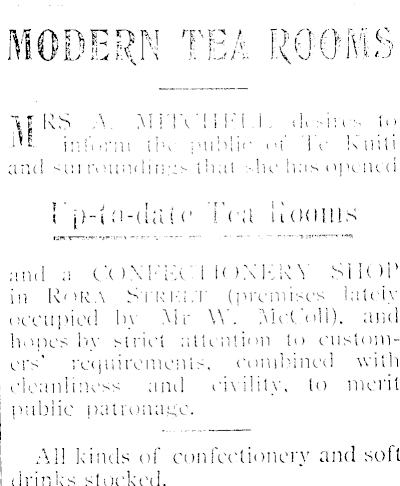 MODERN TEA ROOMS
MRS A. MITCHELL desires to
inform the public of Te Kuiti
and surroundings that she has opened
Up-to-date Tea Rooms
and a CONFECTIONERY SHOP
in RORA STREET (premises lately
occupied by Mr W. McColl), and
hopes by strict attention to custom-
ers' requirements, combined with
cleanliness and civility, to merit
public patronage.
All kinds of confectionery and soft
drinks stocked.